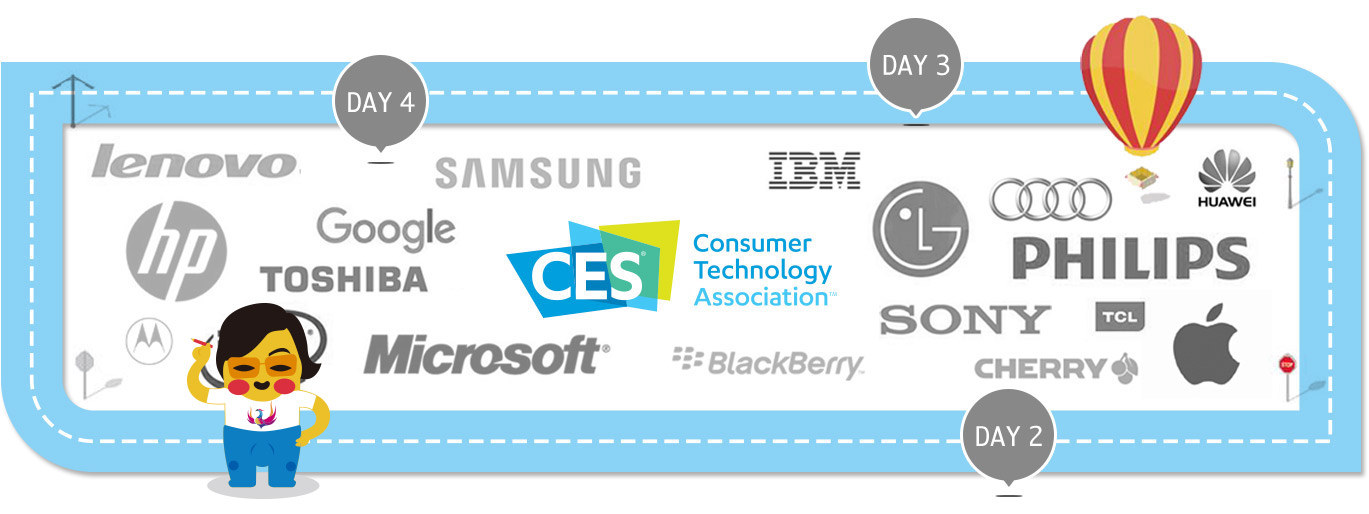 DAY 3
DAY 4
lenovo
SAMSUNG
IBM
HUAWEI
hp
Google
LG
TOSHIBA
CES®
Consumer
Technology
Association™
PHILIPS
SONY
TCL
Microsoft®
BlackBerry
CHERRY
STOP
DAY 2